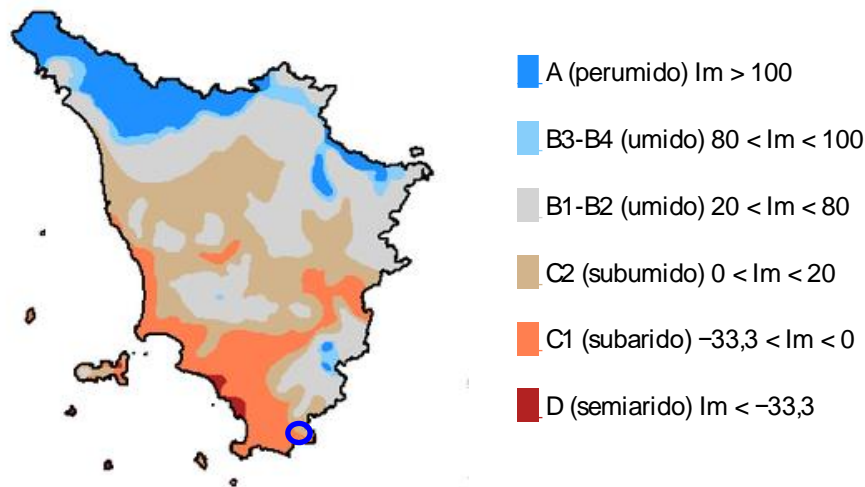 A (perumido) Im > 100
B3-B4 (umido) 80 < Im < 100
B1-B2 (umido) 20 < Im < 80
C2 (subumido) 0 < Im < 20
C1 (subarido) −33,3 < Im < 0
D (semiarido) Im < −33,3